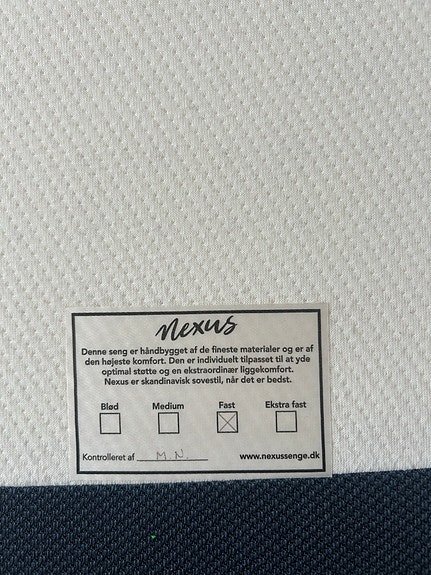 nexus
Denne seng er håndbygget af de fineste materialer og er af
den højeste komfort. Den er individuelt tilpasset til at yde
optimal støtte og en ekstraordinær liggekomfort.
Nexus er skandinavisk sovestil, når det er bedst.
Blød Medium Fast Ekstra fast
Kontrolleret af M.N. www.nexussenge.dk